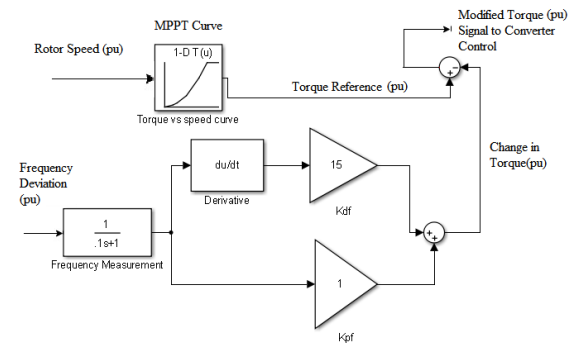 MPPT Curve
Modified Torque (pu)
Signal to Converter
Control
Rotor Speed (pu)
1-D T(u)
Torque Reference (pu)
Torque vs speed curve
Change in
Torque(pu)
Frequency
Deviation
(pu)
du/dt
Derivative
15
Kdf
1
.1s+1
Frequency Measurement
1
Kpf